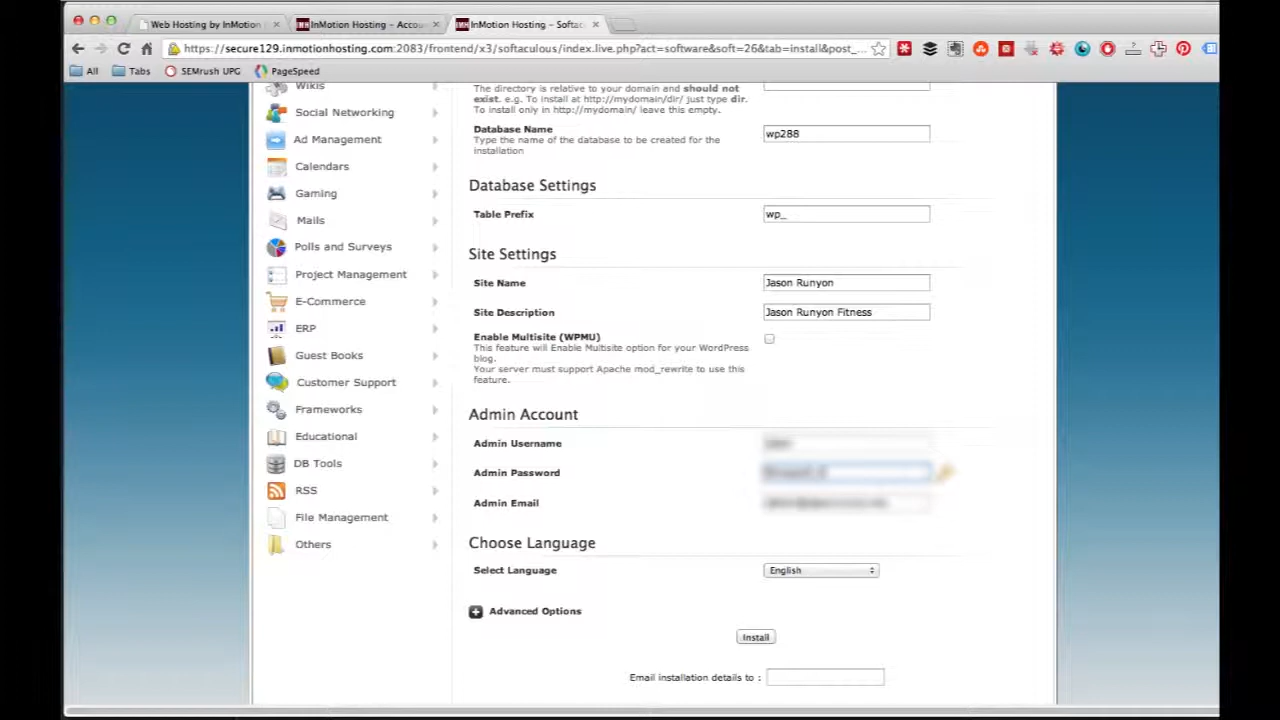 Web Hosting by InMotion
InMotion Hosting – Acco
InMotion Hosting – Softac
https://secure129.inmotionhosting.com:2083/frontend/x3/softaculous/index.live.php?act=software&soft=26&tab=install&post_...
All
Tabs
SEMrush UPG
PageSpeed
Wikis
Social Networking
Ad Management
Calendars
Gaming
Mails
Polls and Surveys
Project Management
E-Commerce
ERP
Guest Books
Customer Support
Frameworks
Educational
DB Tools
RSS
File Management
Others
The directory is relative to your domain and should not
exist. e.g. To install at http://mydomain/dir/ just type dir.
To install only in http://mydomain/ leave this empty.
Database Name
wp288
Type the name of the database to be created for the
installation
Database Settings
Table Prefix
wp_
Site Settings
Site Name
Jason Runyon
Site Description
Jason Runyon Fitness
Enable Multisite (WPMU)
This feature will Enable Multisite option for your WordPress
blog.
Your server must support Apache mod_rewrite to use this
feature.
Admin Account
Admin Username
Admin Password
Admin Email
Choose Language
Select Language
English
Advanced Options
Install
Email installation details to :